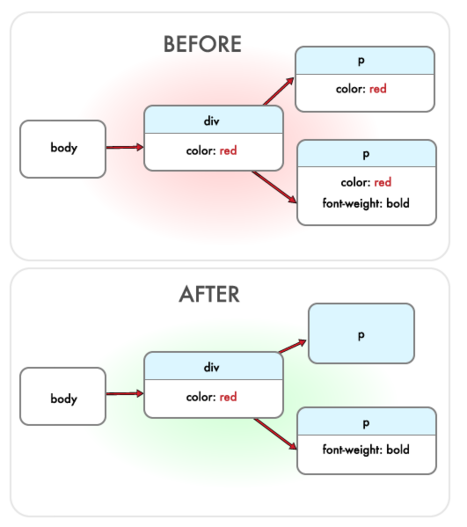 BEFORE
p
color: red
div
color: red
body
p
color: red
font-weight: bold
AFTER
p
div
color: red
body
p
font-weight: bold